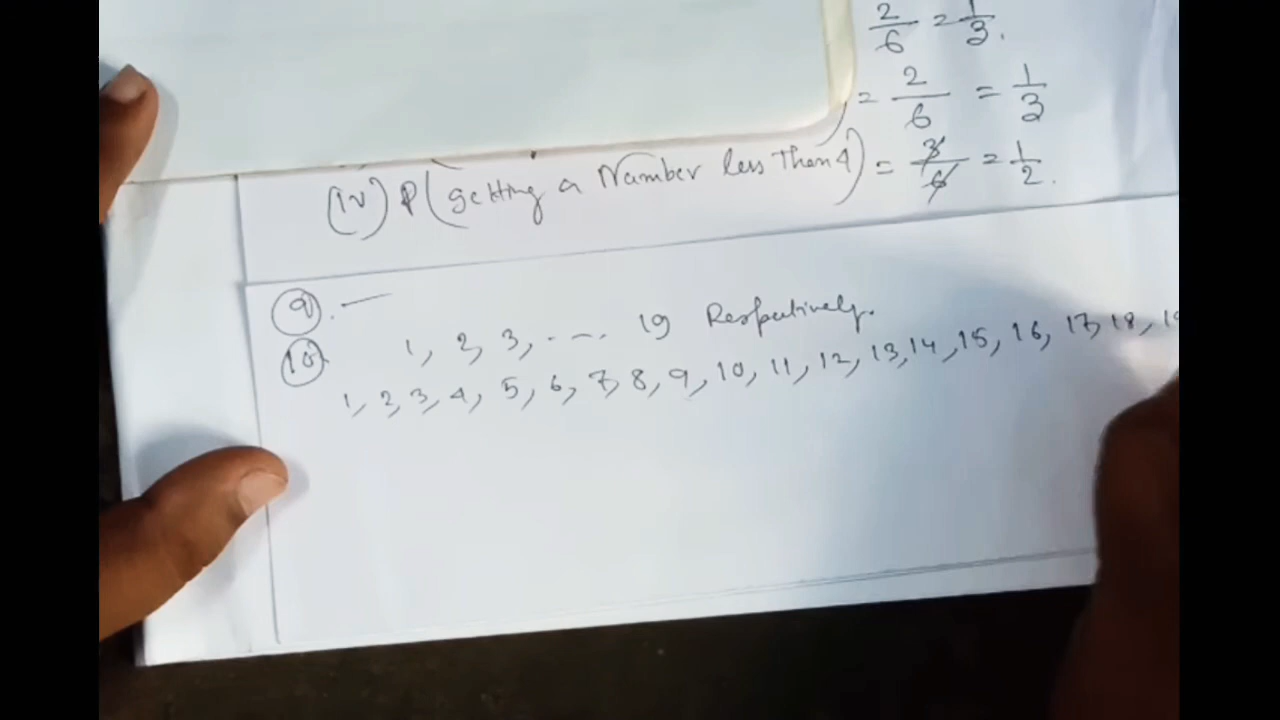 2/6 = 1/3.
= 2/6 = 1/3
(iv) P(getting a Number less than 4) = 3/6 = 1/2.
9.
10. 1, 2, 3, ... 19 Resputively.
1, 2, 3, 4, 5, 6, 7, 8, 9, 10, 11, 12, 13, 14, 15, 16, 17, 18, 19